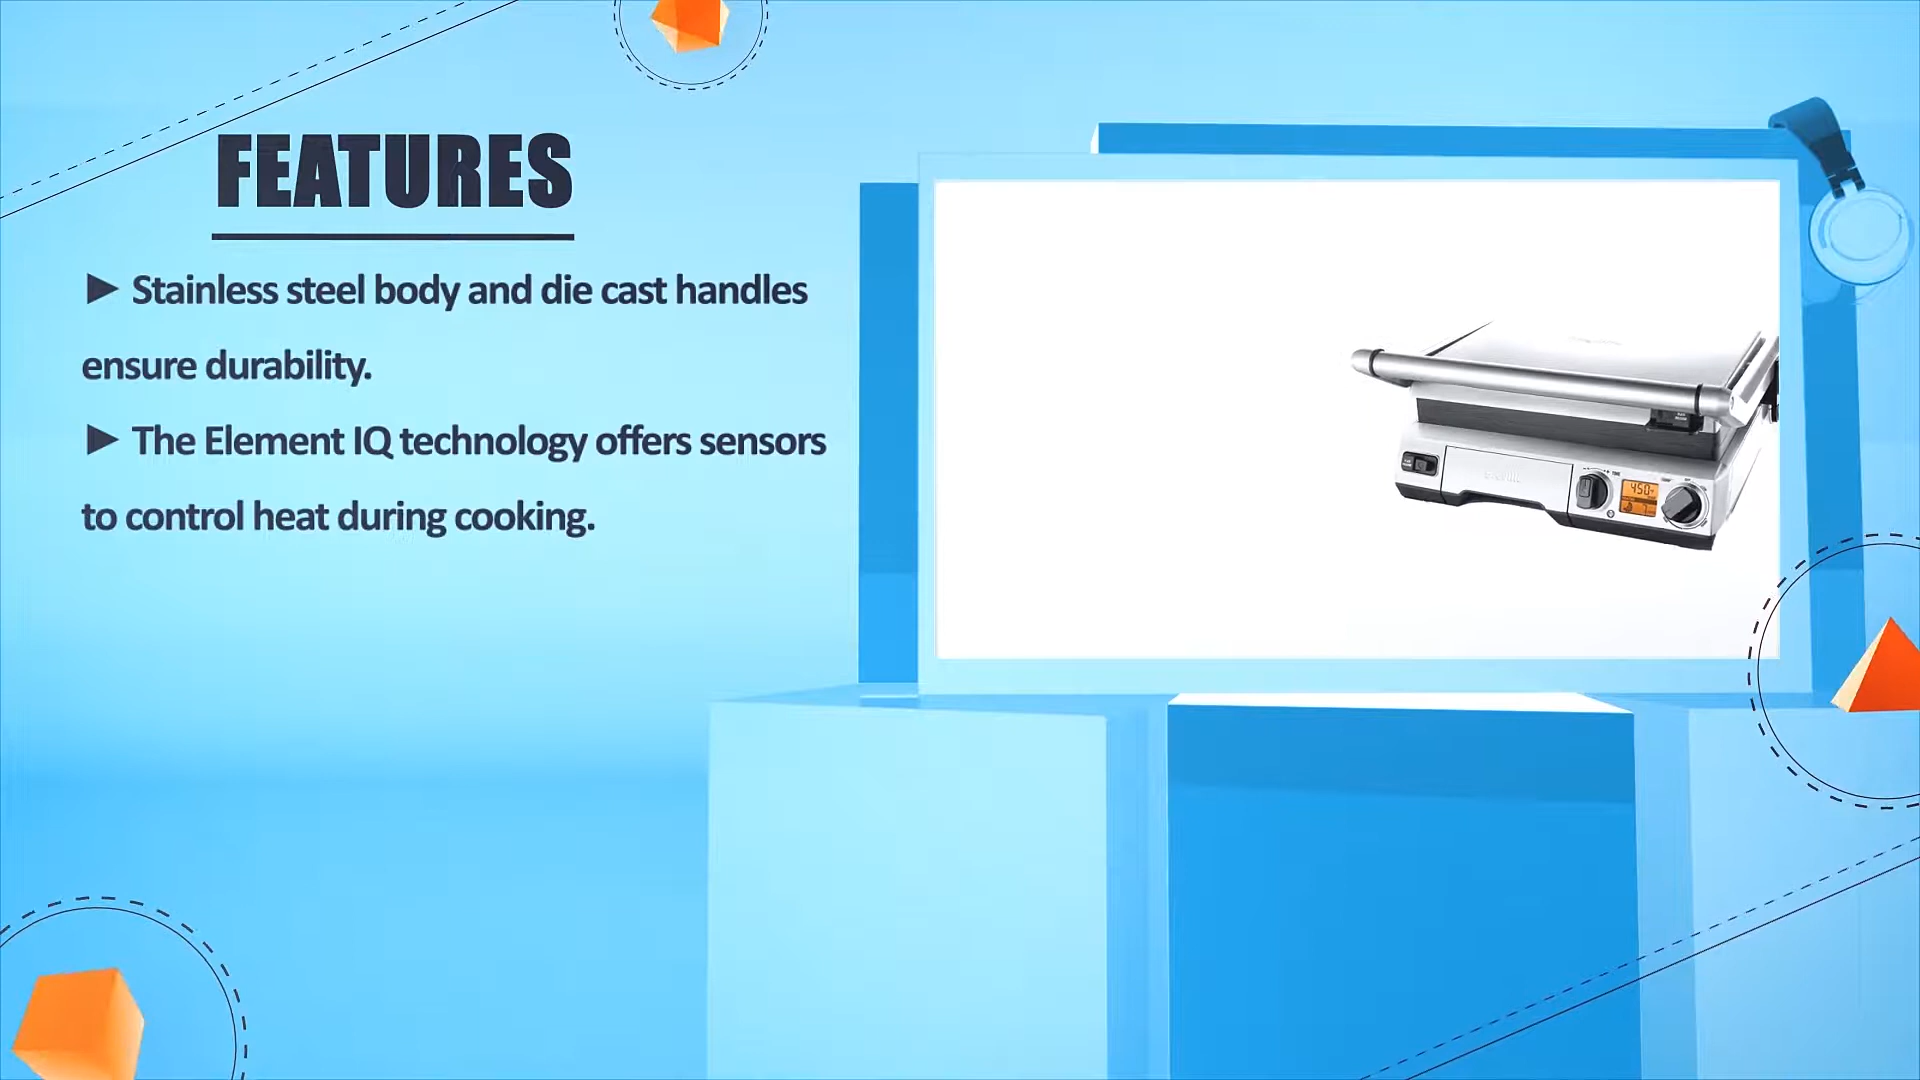 FEATURES
► Stainless steel body and die cast handles
ensure durability.
► The Element IQ technology offers sensors
to control heat during cooking.
450